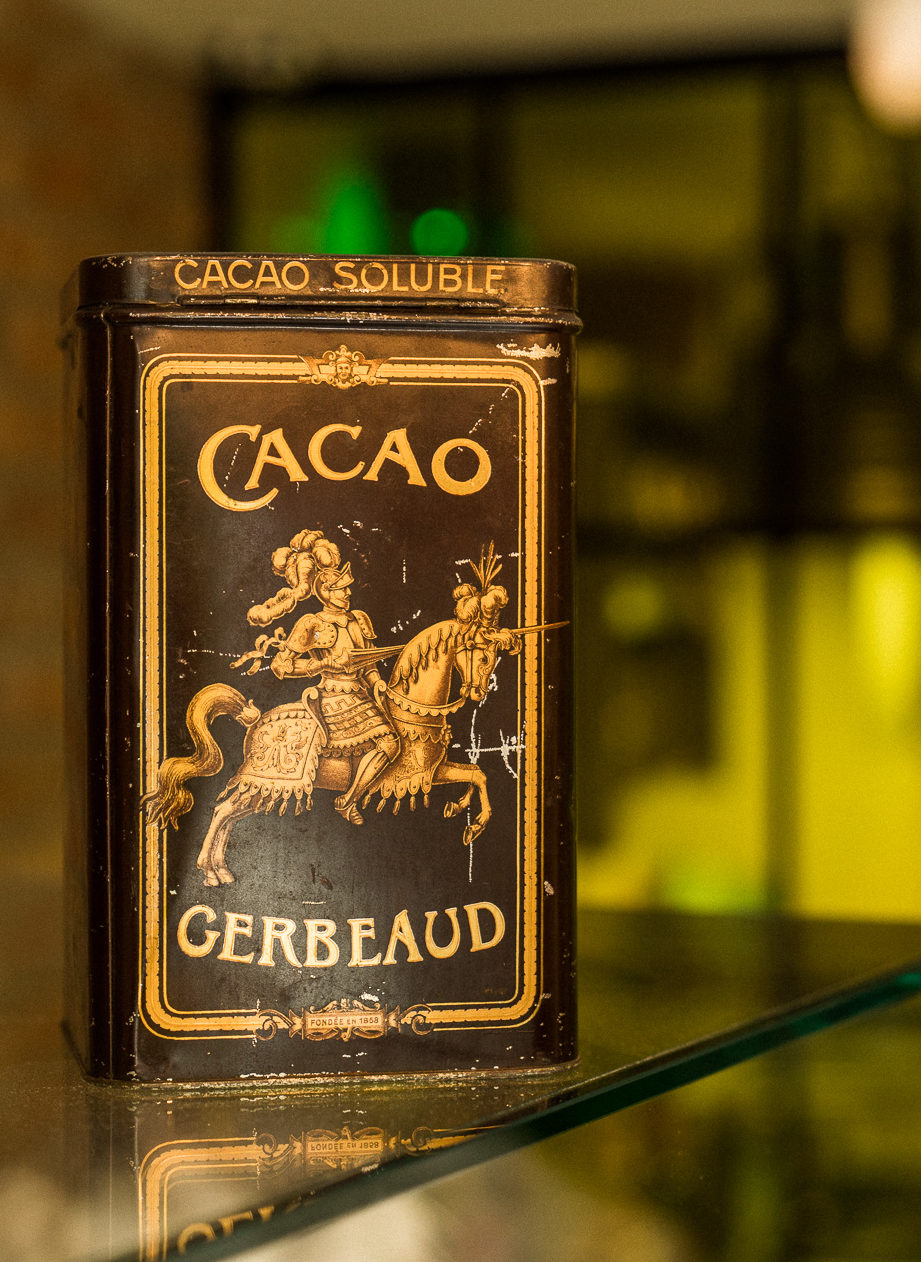 CACAO SOLUBLE
CACAO
GERBEAUD
FONDÉE EN 1858